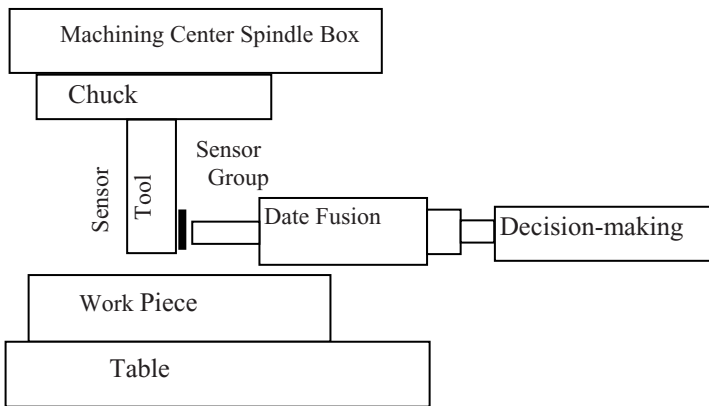 Machining Center Spindle Box
Chuck
Sensor
Tool
Sensor
Group
Date Fusion
Decision-making
Work Piece
Table